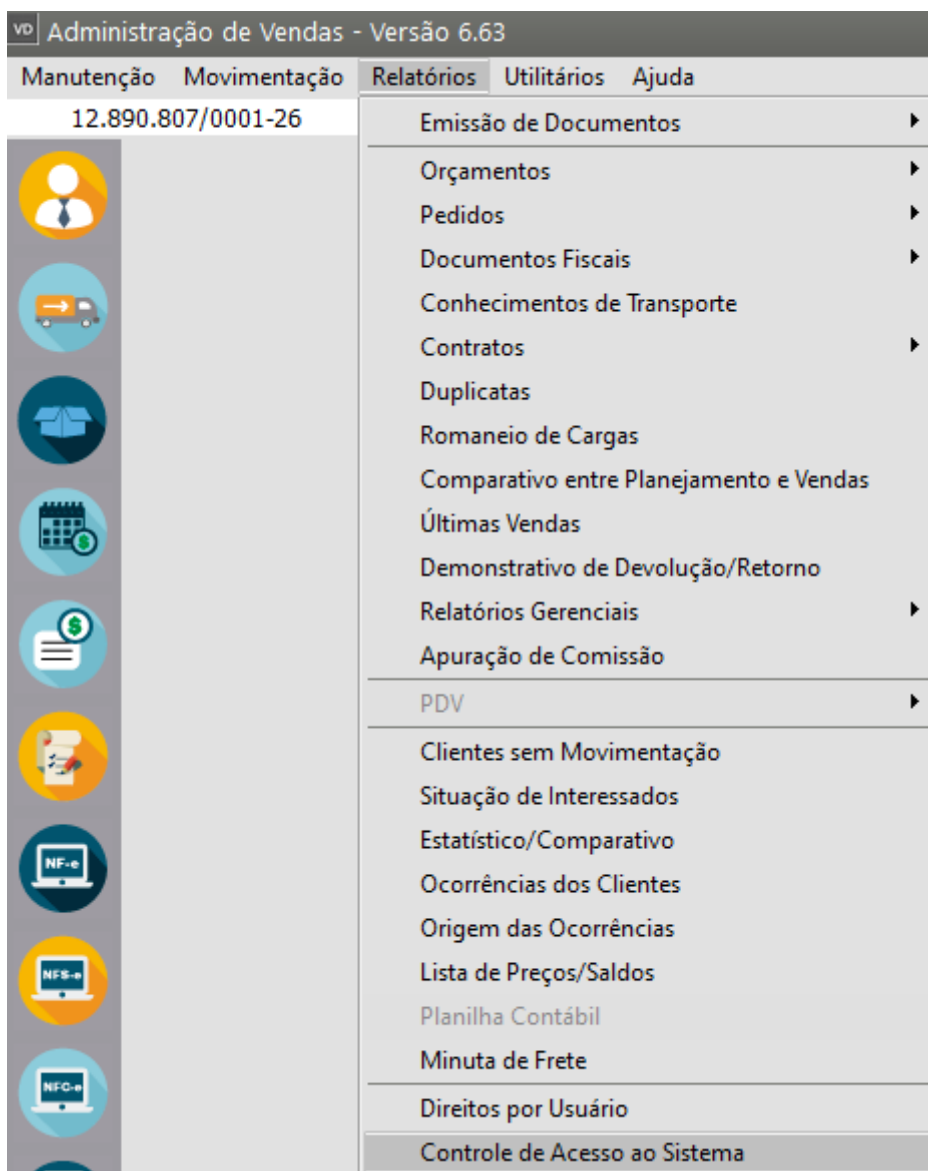 VD Administração de Vendas - Versão 6.63
Manutenção Movimentação Relatórios Utilitários Ajuda
12.890.807/0001-26
Emissão de Documentos
Orçamentos
Pedidos
Documentos Fiscais
Conhecimentos de Transporte
Contratos
Duplicatas
Romaneio de Cargas
Comparativo entre Planejamento e Vendas
Últimas Vendas
Demonstrativo de Devolução/Retorno
Relatórios Gerenciais
Apuração de Comissão
PDV
Clientes sem Movimentação
Situação de Interessados
Estatístico/Comparativo
Ocorrências dos Clientes
Origem das Ocorrências
Lista de Preços/Saldos
Planilha Contábil
Minuta de Frete
Direitos por Usuário
Controle de Acesso ao Sistema
$
$
NF-e
NFS-e
NFC-e